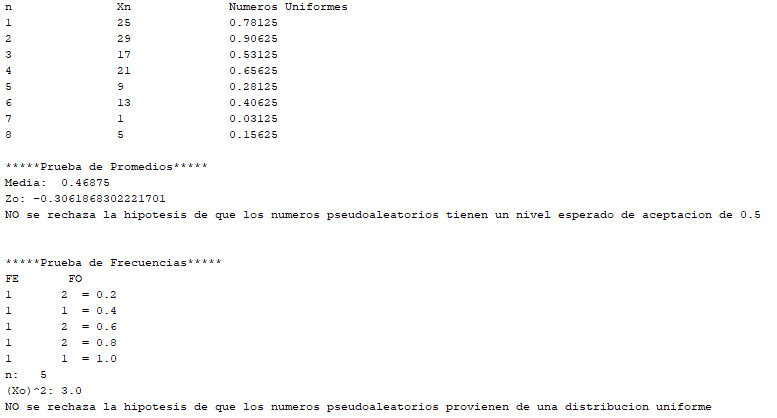 n Xn Numeros Uniformes
1 25 0.78125
2 29 0.90625
3 17 0.53125
4 21 0.65625
5 9 0.28125
6 13 0.40625
7 1 0.03125
8 5 0.15625
*****Prueba de Promedios*****
Media: 0.46875
Zo: -0.3061868302221701
NO se rechaza la hipotesis de que los numeros pseudoaleatorios tienen un nivel esperado de aceptacion de 0.5
*****Prueba de Frecuencias*****
FE FO
1 2 = 0.2
1 1 = 0.4
1 2 = 0.6
1 2 = 0.8
1 1 = 1.0
n: 5
(Xo)^2: 3.0
NO se rechaza la hipotesis de que los numeros pseudoaleatorios provienen de una distribucion uniforme